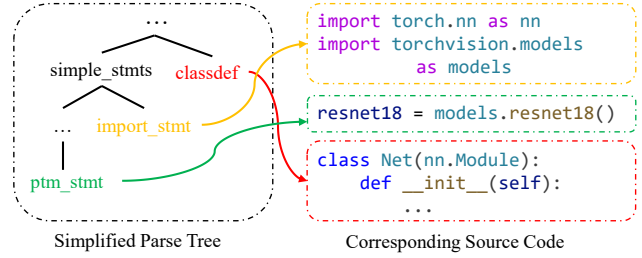 ...
simple_stmts
classdef
...
import_stmt
ptm_stmt
Simplified Parse Tree
import torch.nn as nn
import torchvision.models
as models
resnet18 = models.resnet18()
class Net(nn.Module):
def __init__(self):
...
Corresponding Source Code